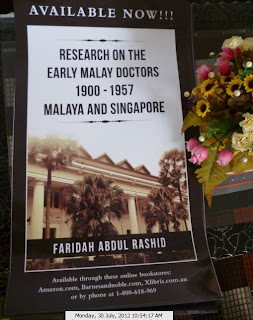 AVAILABLE NOW!!!
RESEARCH ON THE
EARLY MALAY DOCTORS
1900 - 1957
MALAYA AND SINGAPORE
FARIDAH ABDUL RASHID
Available through these online bookstores:
Amazon.com, Barnesandnoble.com, Xlibris.com.au
or by phone at 1-800-618-969
Monday, 30 July, 2012 10:54:17 AM